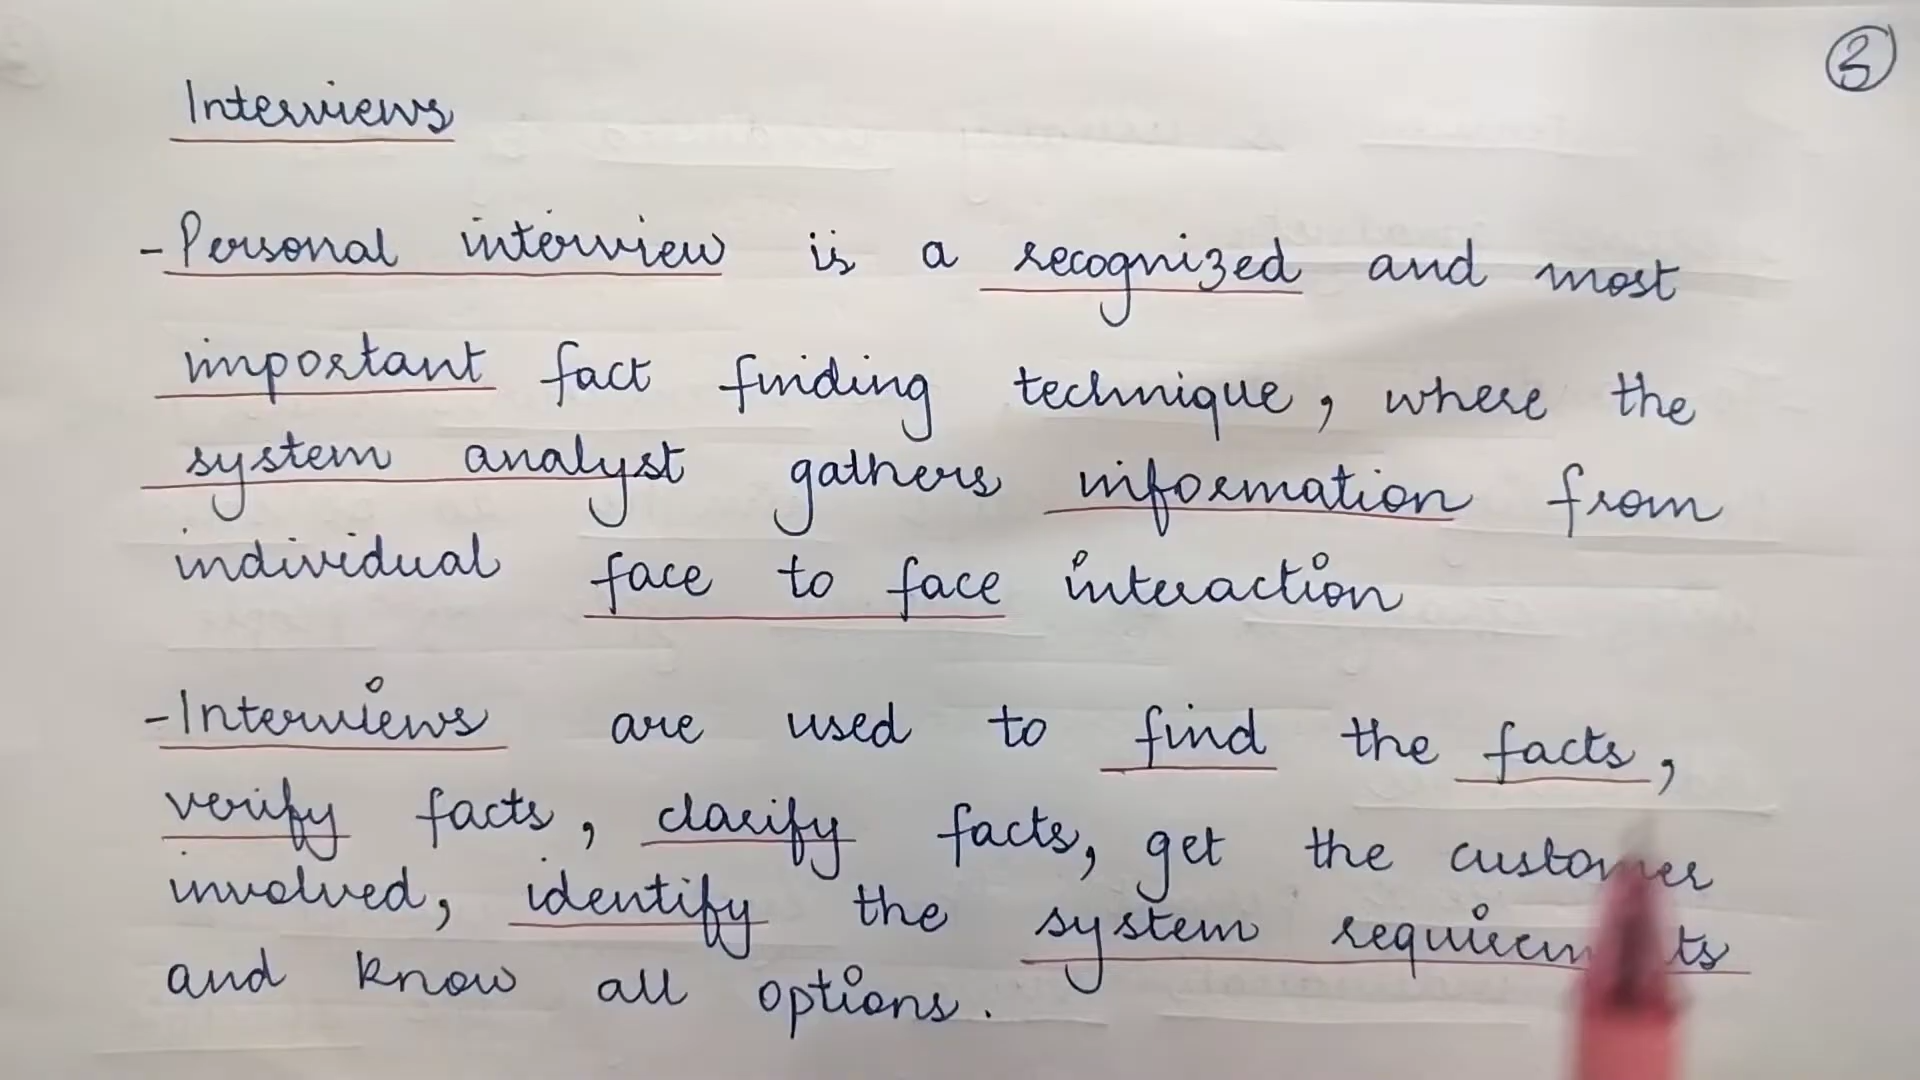 3
Interviews
- Personal interview is a recognized and most
important fact finding technique, where the
system analyst gathers information from
individual face to face interaction
- Interviews are used to find the facts,
verify facts, clarify facts, get the customer
involved, identify the system requirements
and know all options.